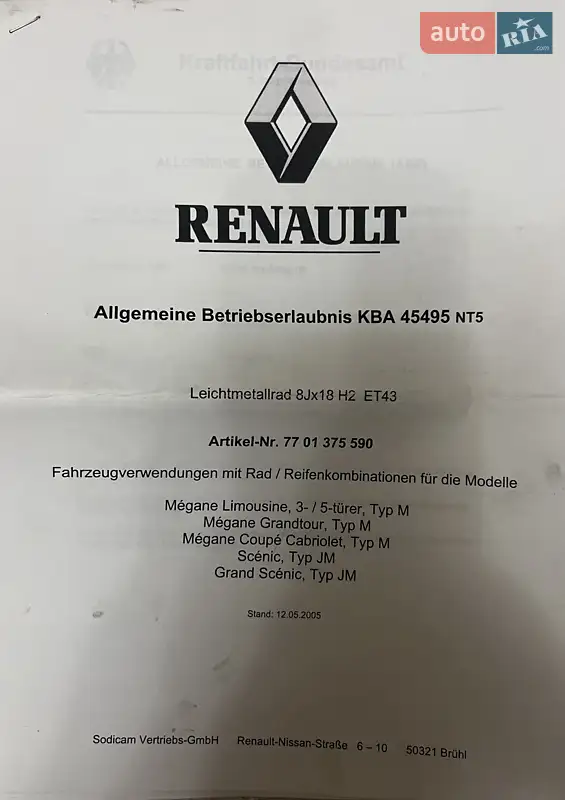 auto RIA .com
Kraftfahrt-Bundesamt
RENAULT
Allgemeine Betriebserlaubnis KBA 45495 NT5
Leichtmetallrad 8Jx18 H2 ET43
Artikel-Nr. 77 01 375 590
Fahrzeugverwendungen mit Rad / Reifenkombinationen für die Modelle
Mégane Limousine, 3- / 5-türer, Typ M
Mégane Grandtour, Typ M
Mégane Coupé Cabriolet, Typ M
Scénic, Typ JM
Grand Scénic, Typ JM
Stand: 12.05.2005
Sodicam Vertriebs-GmbH Renault-Nissan-Straße 6 – 10 50321 Brühl